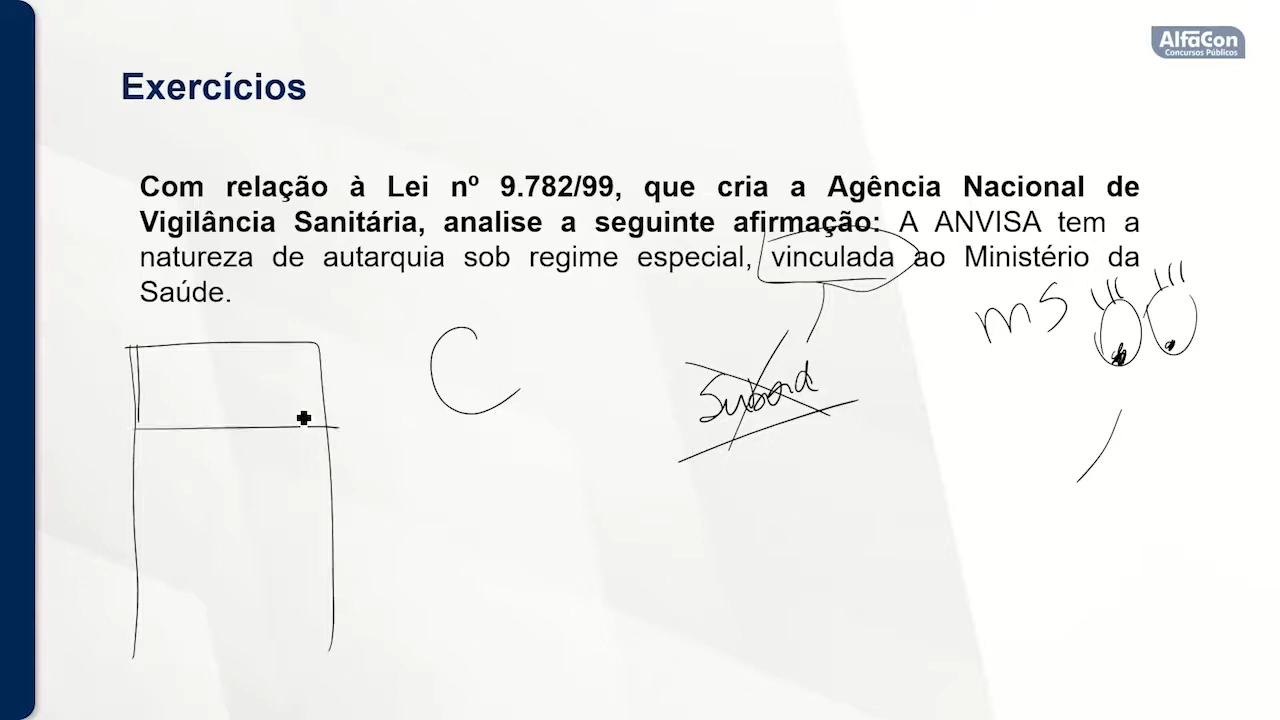 AlfaCon
Concursos Públicos
Exercícios
Com relação à Lei nº 9.782/99, que cria a Agência Nacional de
Vigilância Sanitária, analise a seguinte afirmação: A ANVISA tem a
natureza de autarquia sob regime especial, vinculada ao Ministério da
Saúde.
ms
C
Subord